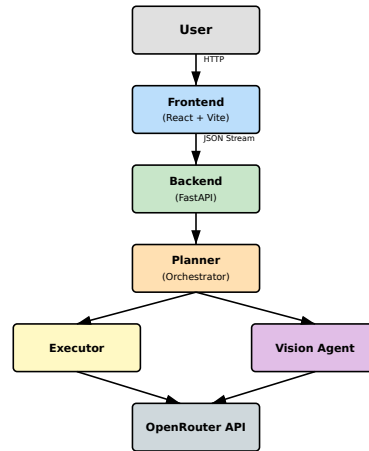 User
HTTP
Frontend
(React + Vite)
JSON Stream
Backend
(FastAPI)
Planner
(Orchestrator)
Executor
Vision Agent
OpenRouter API